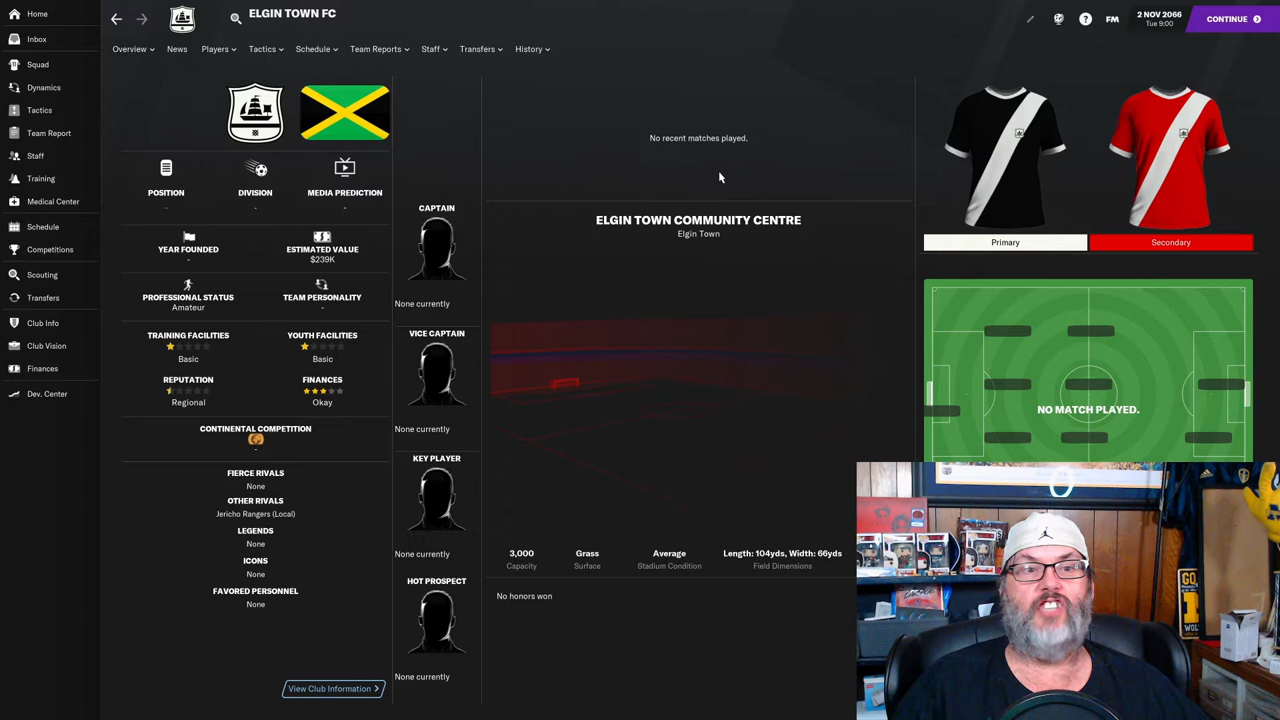 Home
Inbox
Squad
Dynamics
Tactics
Team Report
Staff
Training
Medical Center
Schedule
Competitions
Scouting
Transfers
Club Info
Club Vision
Finances
Dev. Center
ELGIN TOWN FC
FM
2 NOV 2066
Tue 9:00
CONTINUE
Overview
News
Players
Tactics
Schedule
Team Reports
Staff
Transfers
History
POSITION
-
DIVISION
-
MEDIA PREDICTION
-
YEAR FOUNDED
-
ESTIMATED VALUE
$239K
PROFESSIONAL STATUS
Amateur
TEAM PERSONALITY
-
TRAINING FACILITIES
Basic
YOUTH FACILITIES
Basic
REPUTATION
Regional
FINANCES
Okay
CONTINENTAL COMPETITION
-
FIERCE RIVALS
None
OTHER RIVALS
Jericho Rangers (Local)
LEGENDS
None
ICONS
None
FAVORED PERSONNEL
None
View Club Information
CAPTAIN
None currently
VICE CAPTAIN
None currently
KEY PLAYER
None currently
HOT PROSPECT
None currently
No recent matches played.
ELGIN TOWN COMMUNITY CENTRE
Elgin Town
3,000
Capacity
Grass
Surface
Average
Stadium Condition
Length: 104yds, Width: 66yds
Field Dimensions
No honors won
Primary
Secondary
NO MATCH PLAYED.